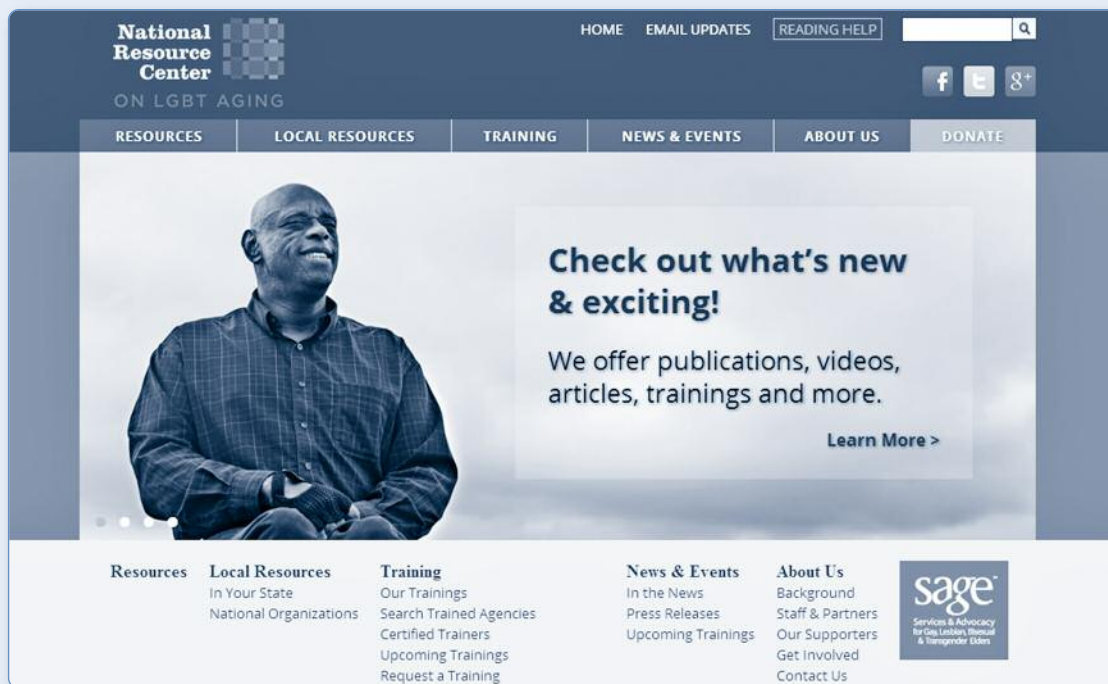 National
Resource
Center
ON LGBT AGING
HOME EMAIL UPDATES READING HELP
f t g+
RESOURCES LOCAL RESOURCES TRAINING NEWS & EVENTS ABOUT US DONATE
Check out what's new
& exciting!
We offer publications, videos,
articles, trainings and more.
Learn More >
Resources
Local Resources
In Your State
National Organizations
Training
Our Trainings
Search Trained Agencies
Certified Trainers
Upcoming Trainings
Request a Training
News & Events
In the News
Press Releases
Upcoming Trainings
About Us
Background
Staff & Partners
Our Supporters
Get Involved
Contact Us
sage
Services & Advocacy
for Gay, Lesbian, Bisexual
& Transgender Elders